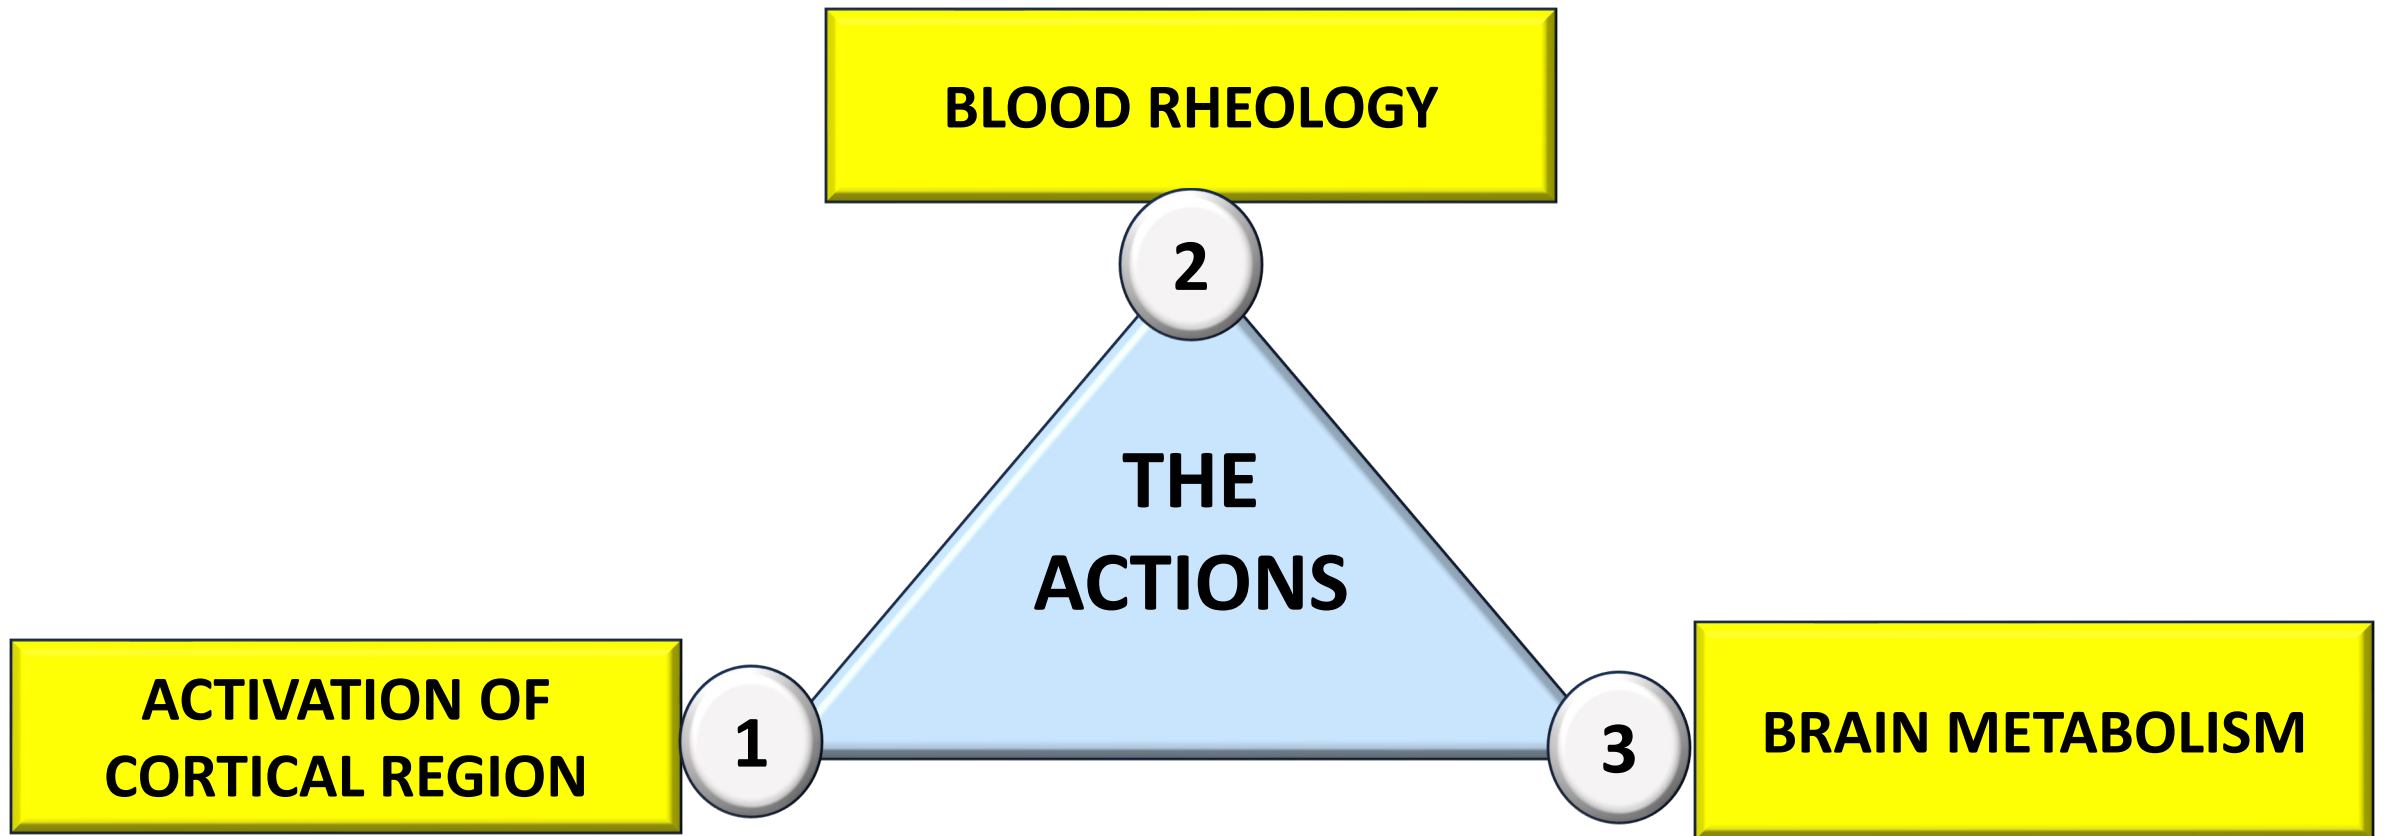 BLOOD RHEOLOGY
2
THE
ACTIONS
ACTIVATION OF
CORTICAL REGION
1
3
BRAIN METABOLISM